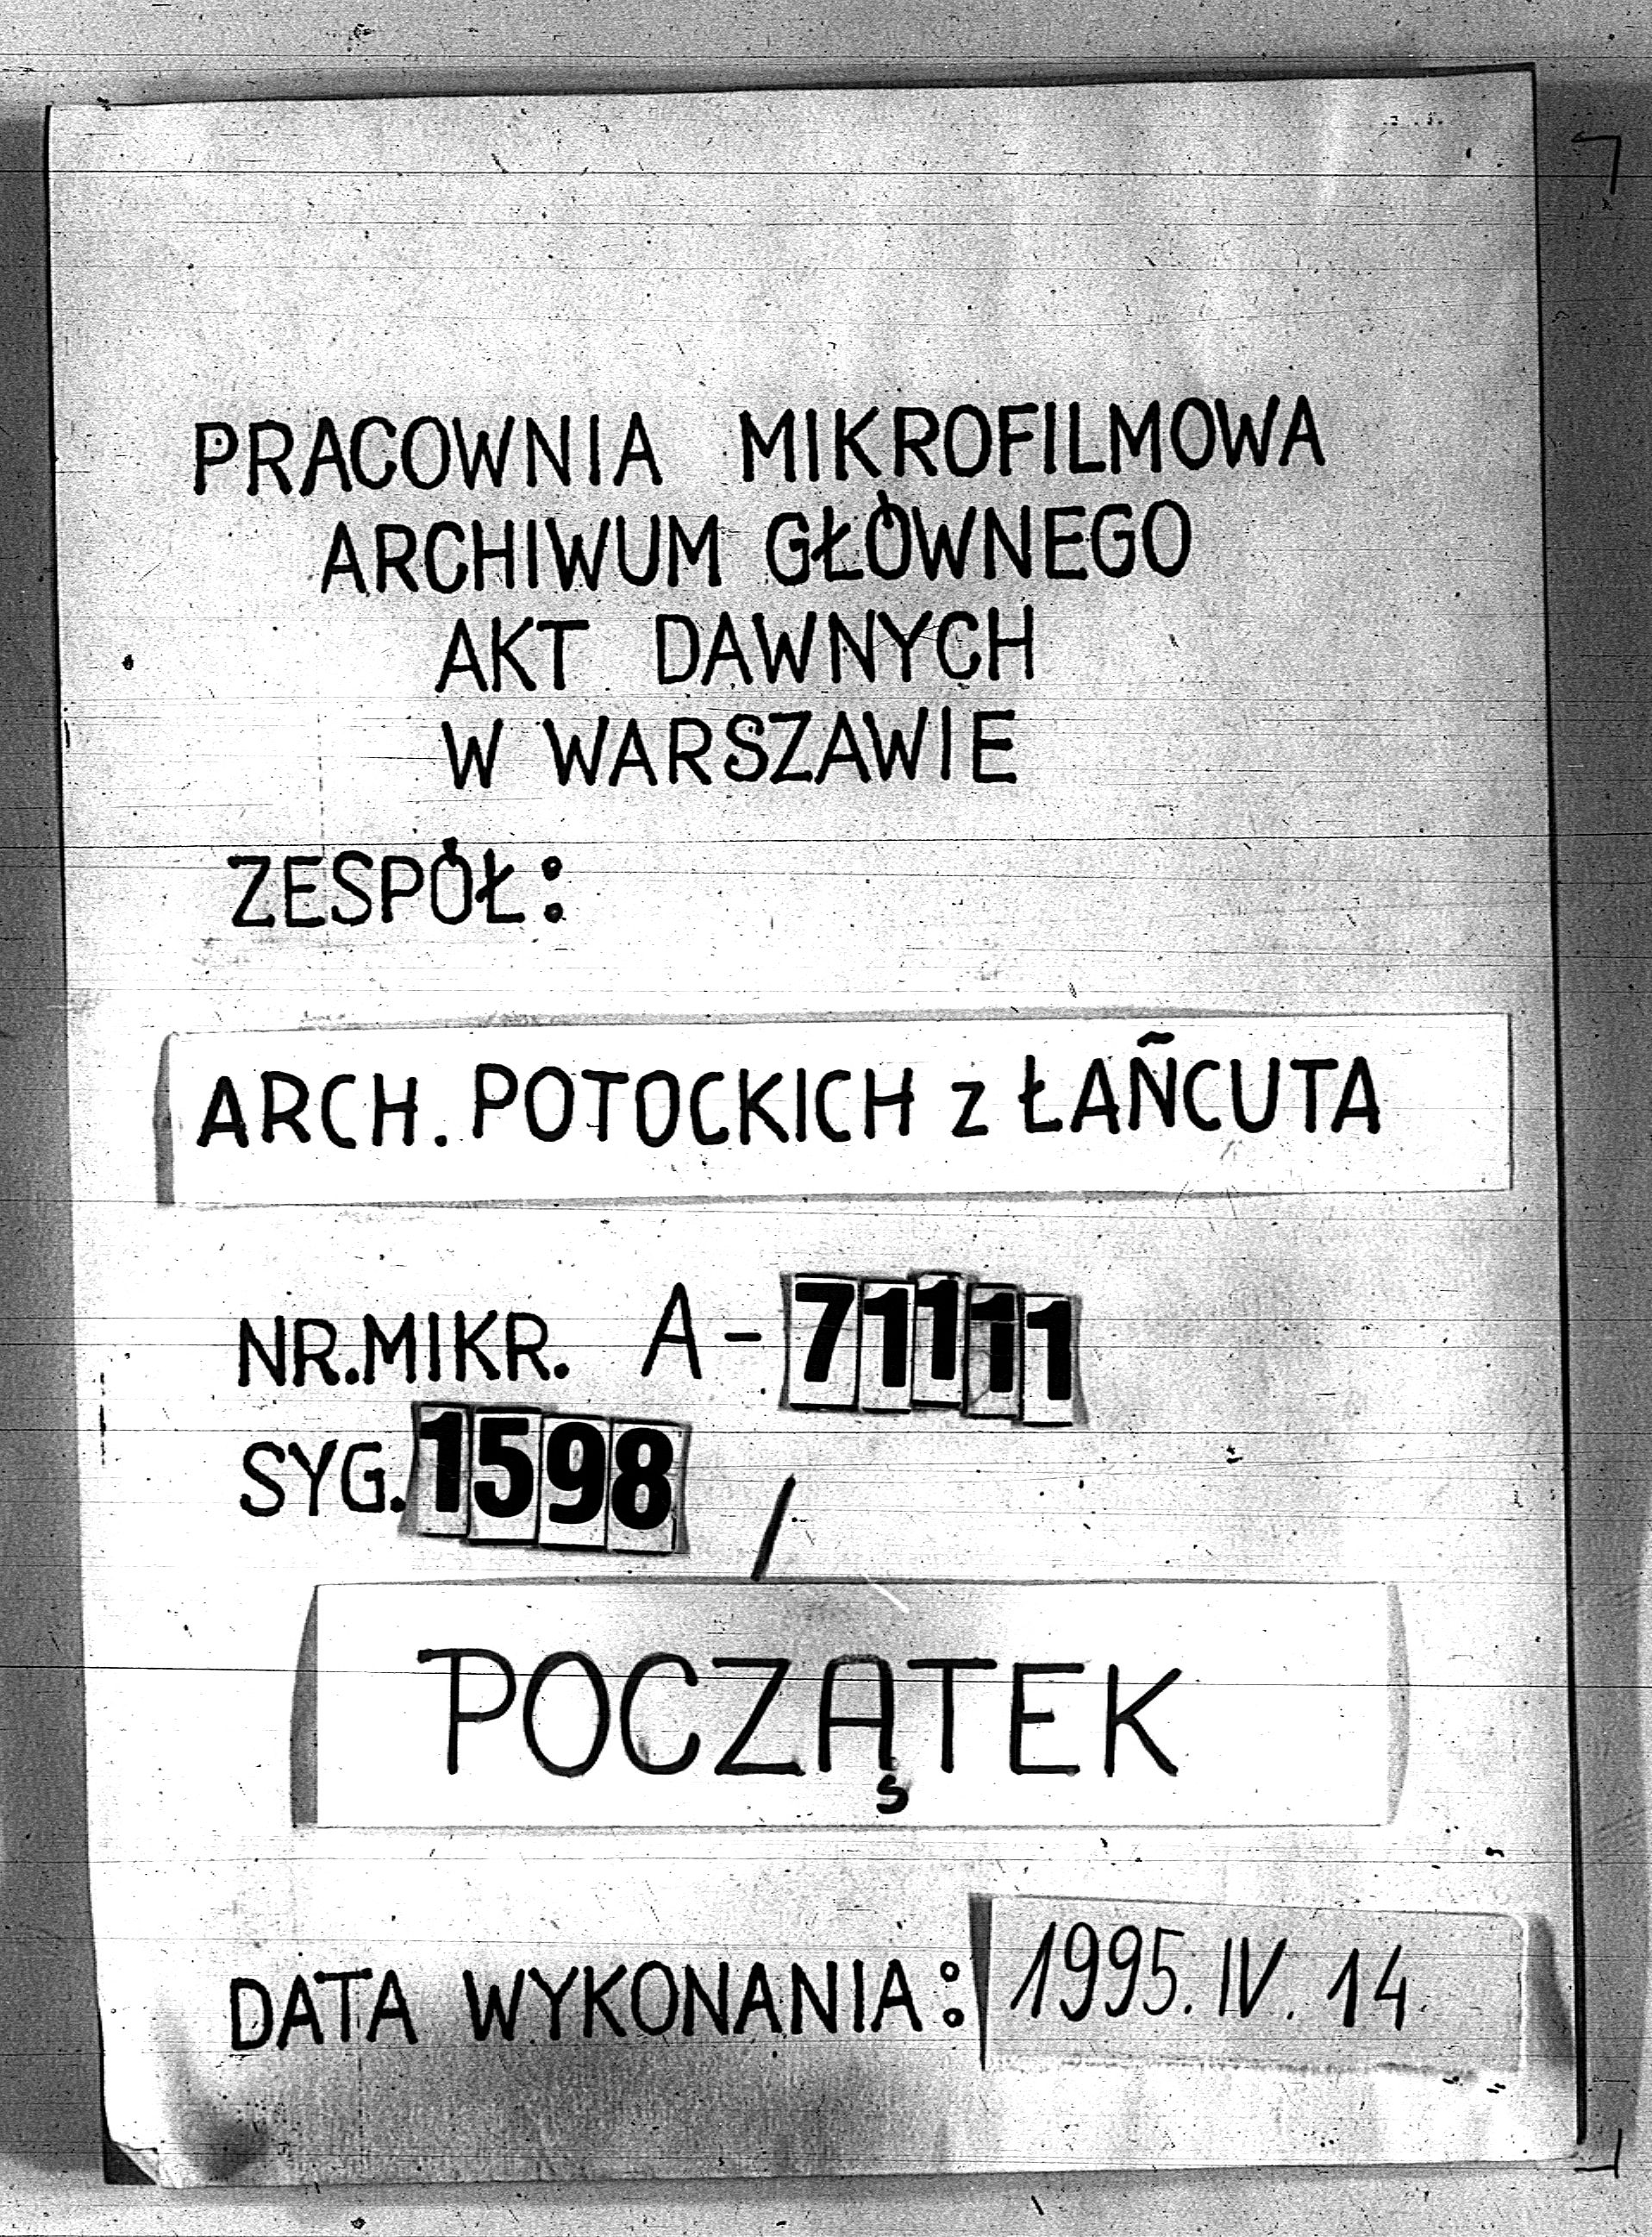 PRACOWNIA MIKROFILMOWA
ARCHIWUM GŁÓWNEGO
AKT DAWNYCH
W WARSZAWIE
ZESPÓŁ:
ARCH. POTOCKICH z ŁAŃCUTA
NR.MIKR. A-71111
SYG. 1598 /
POCZĄTEK
DATA WYKONANIA: 1995. IV. 14